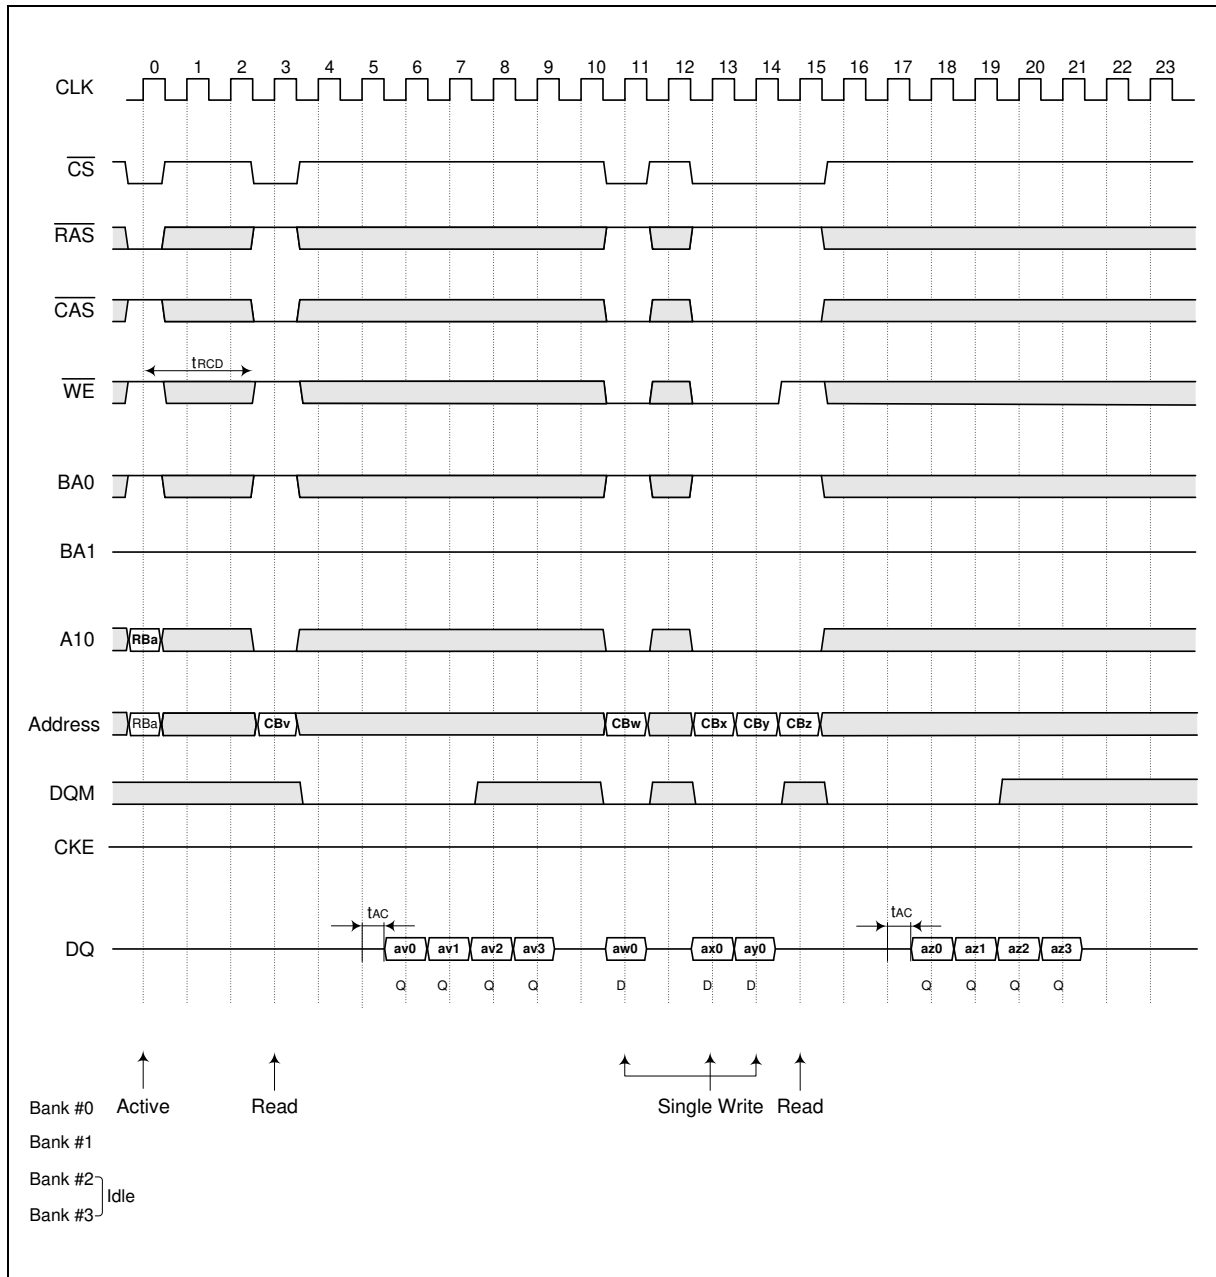 0 1 2 3 4 5 6 7 8 9 10 11 12 13 14 15 16 17 18 19 20 21 22 23
CLK
CS
RAS
CAS
tRCD
WE
BA0
BA1
A10 RBa
Address RBa CBv CBw CBx CBy CBz
DQM
CKE
tAC tAC
DQ av0 av1 av2 av3 aw0 ax0 ay0 az0 az1 az2 az3
Q Q Q Q D D D Q Q Q Q
Bank #0 Active Read Single Write Read
Bank #1
Bank #2
Idle
Bank #3